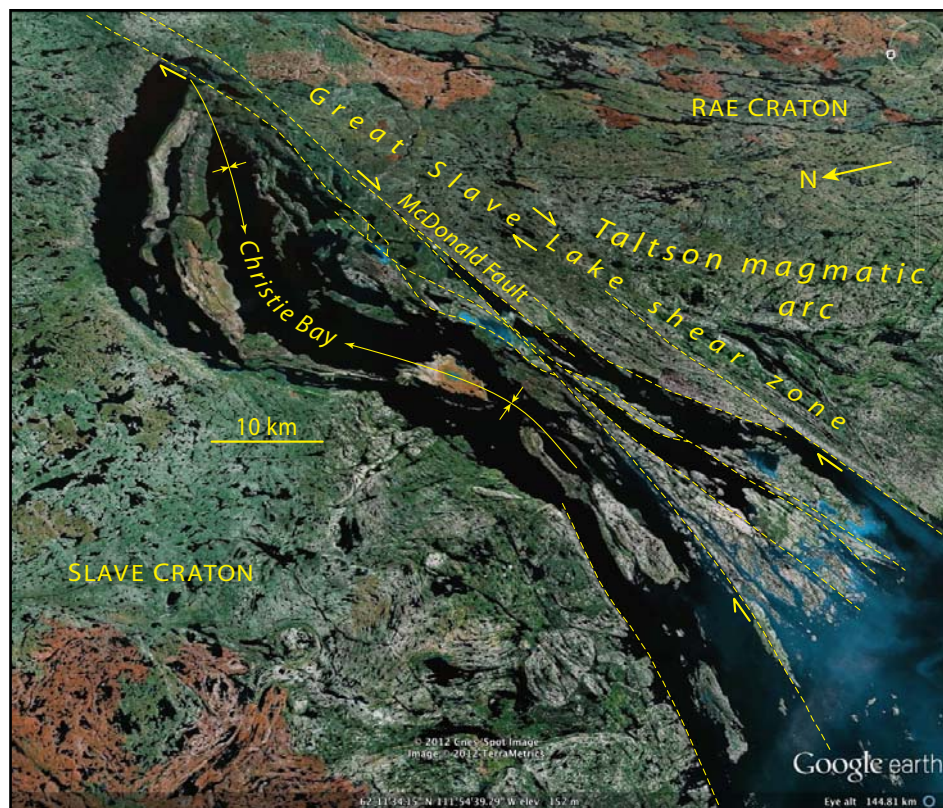 RAE CRATON
N
Great Slave Lake shear zone
McDonald Fault
Taltson magmatic
arc
Christie Bay
10 km
SLAVE CRATON
© 2012 Cnes/Spot Image
Image © 2012 TerraMetrics
Google earth
62°11'34.15" N 111°54'39.29" W elev 152 m
Eye alt 144.81 km